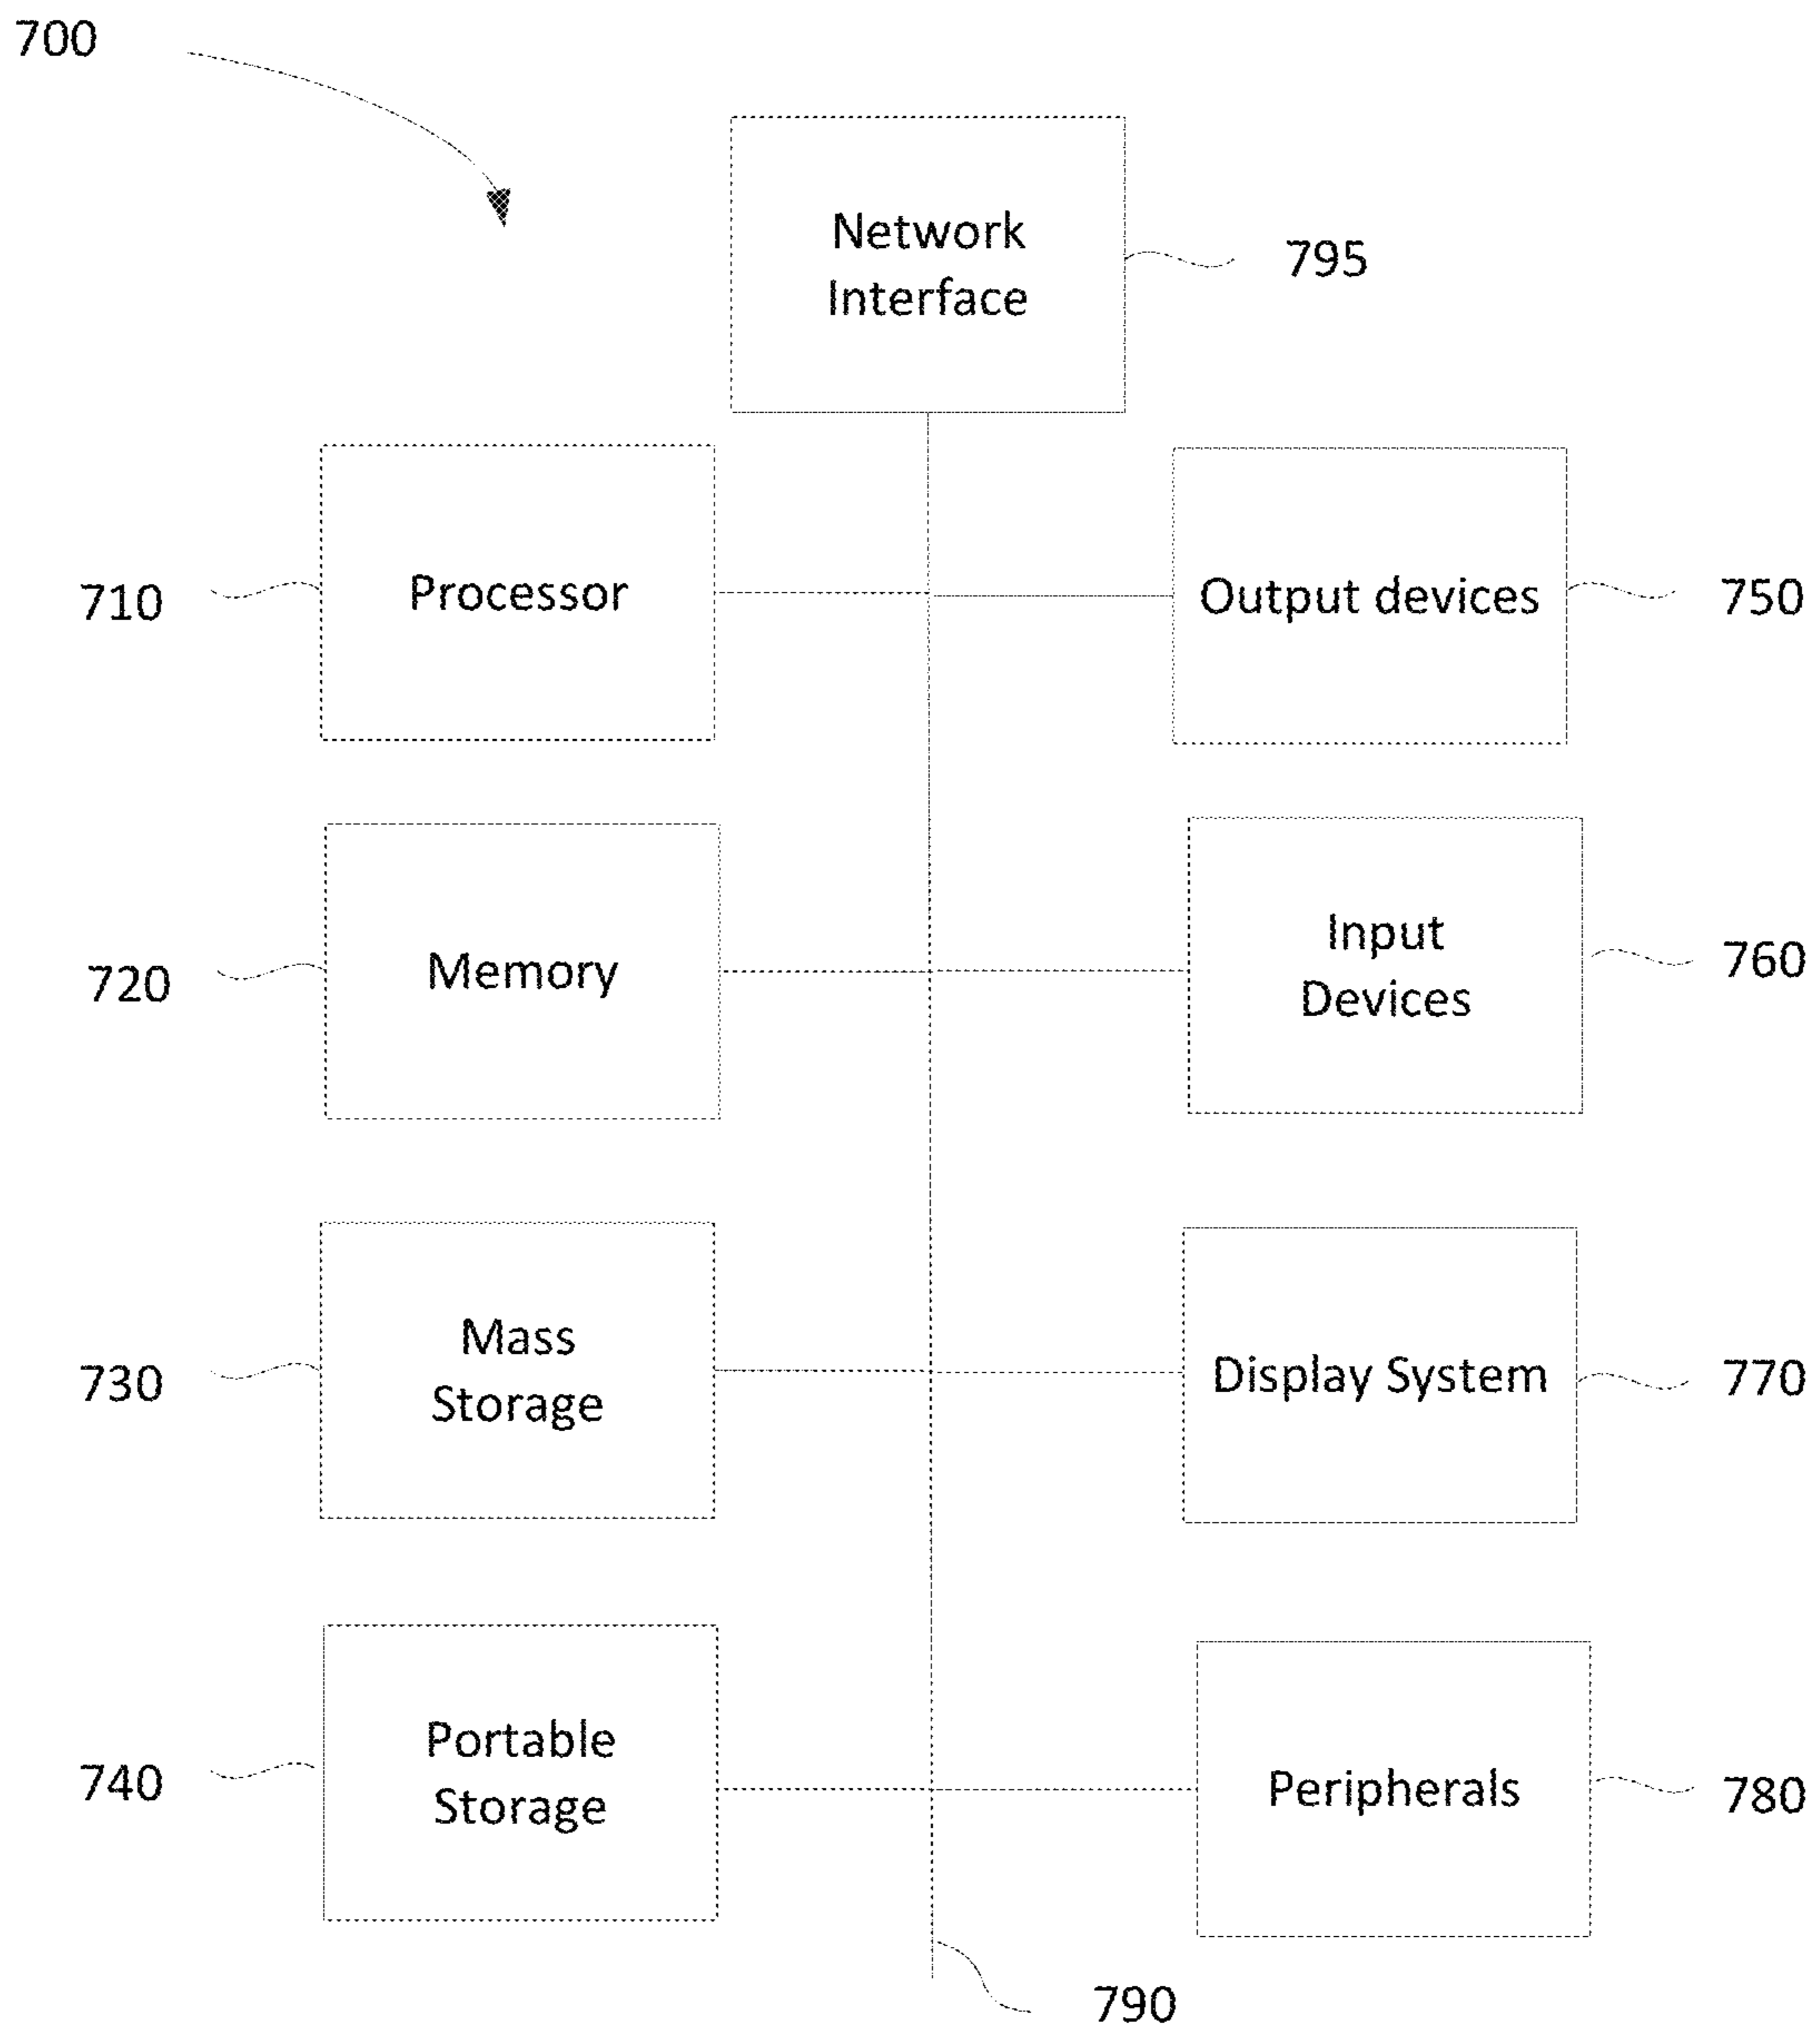 700
Network
Interface
795
710
Processor
Output devices
750
720
Memory
Input
Devices
760
730
Mass
Storage
Display System
770
740
Portable
Storage
Peripherals
780
790